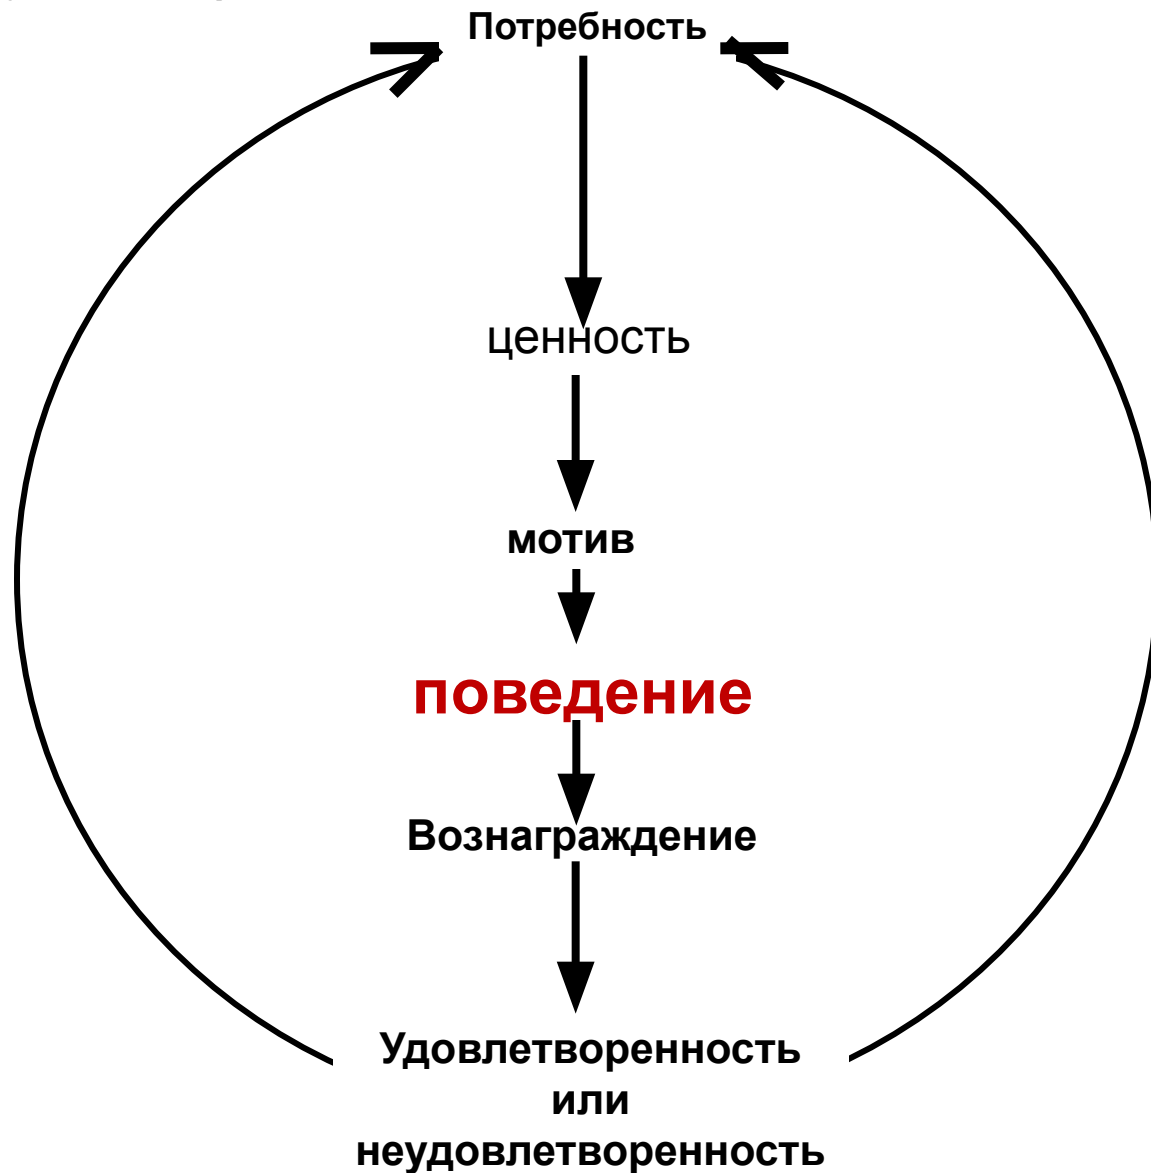 Потребность
ценность
мотив
поведение
Вознаграждение
Удовлетворенность
или
неудовлетворенность